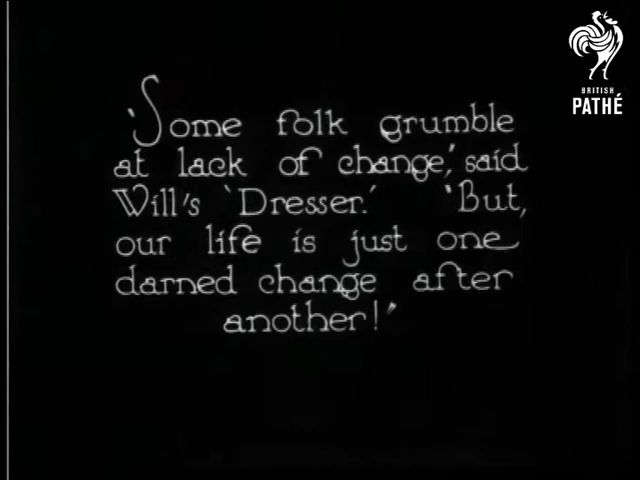 BRITISH
PATHÉ
'Some folk grumble
at lack of change,' said
Will's 'Dresser.' 'But,
our life is just one
darned change after
another!'